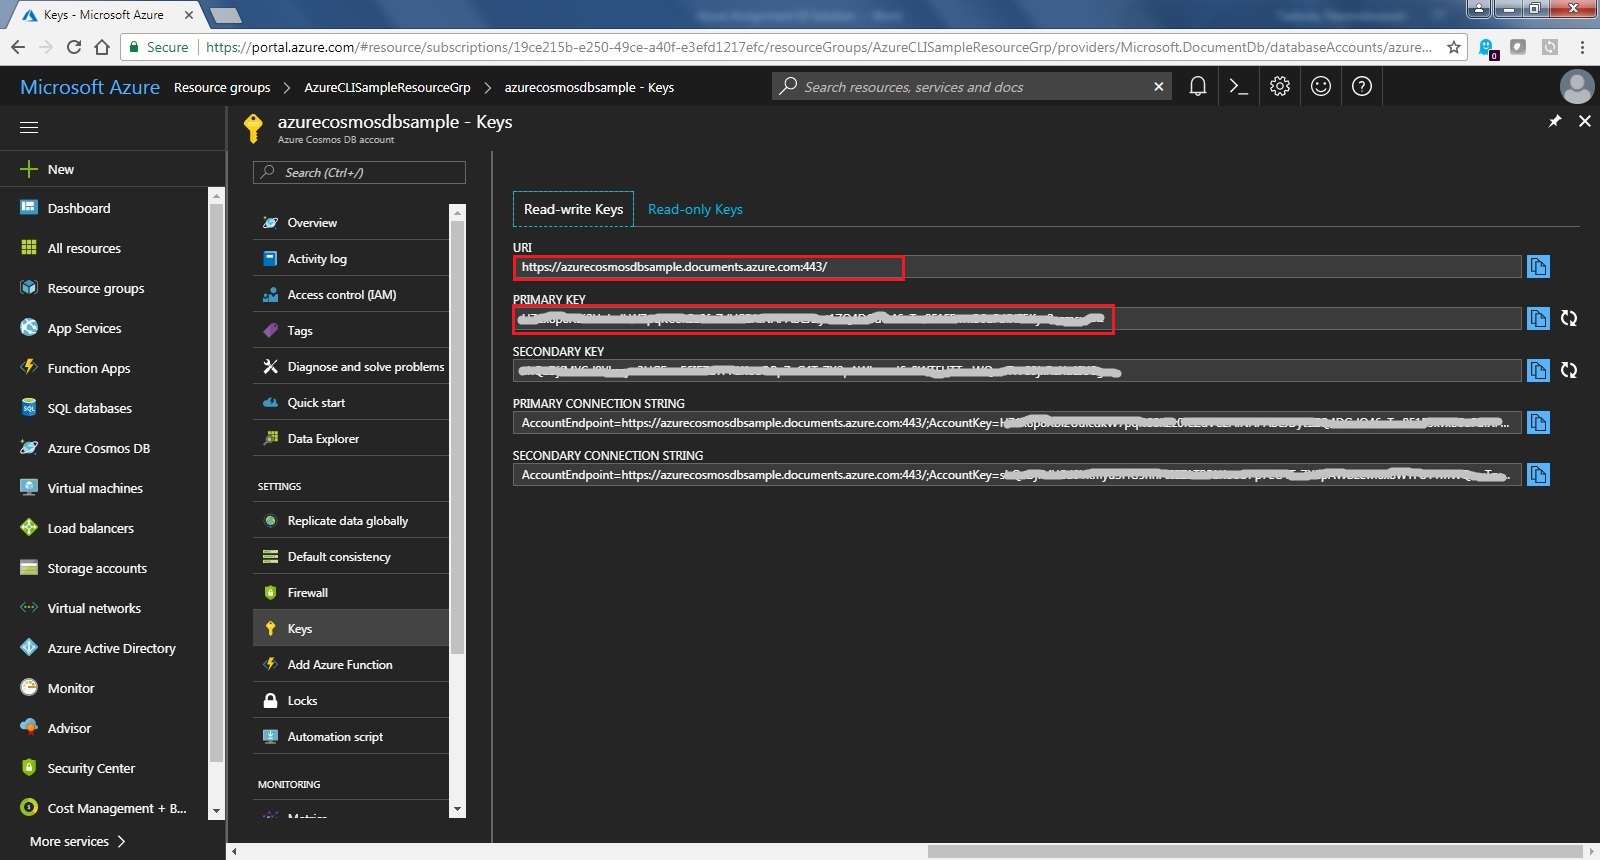 Keys - Microsoft Azure
Secure
https://portal.azure.com/#resource/subscriptions/19ce215b-e250-49ce-a40f-e3efd1217efc/resourceGroups/AzureCLISampleResourceGrp/providers/Microsoft.DocumentDb/databaseAccounts/azure...
0
Microsoft Azure
Resource groups > AzureCLISampleResourceGrp > azurecosmosdbsample - Keys
Search resources, services and docs
azurecosmosdbsample - Keys
Azure Cosmos DB account
New
Dashboard
All resources
Resource groups
App Services
Function Apps
SQL databases
Azure Cosmos DB
Virtual machines
Load balancers
Storage accounts
Virtual networks
Azure Active Directory
Monitor
Advisor
Security Center
Cost Management + B...
More services >
Search (Ctrl+/)
Overview
Activity log
Access control (IAM)
Tags
Diagnose and solve problems
Quick start
Data Explorer
SETTINGS
Replicate data globally
Default consistency
Firewall
Keys
Add Azure Function
Locks
Automation script
MONITORING
Metrics
Read-write Keys
Read-only Keys
URI
https://azurecosmosdbsample.documents.azure.com:443/
PRIMARY KEY
SECONDARY KEY
PRIMARY CONNECTION STRING
AccountEndpoint=https://azurecosmosdbsample.documents.azure.com:443/;AccountKey=
SECONDARY CONNECTION STRING
AccountEndpoint=https://azurecosmosdbsample.documents.azure.com:443/;AccountKey=